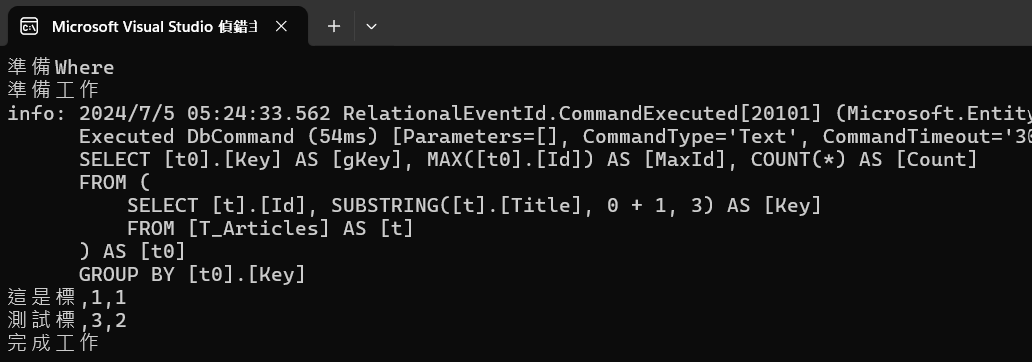 Microsoft Visual Studio 偵錯主
準備Where
準備工作
info: 2024/7/5 05:24:33.562 RelationalEventId.CommandExecuted[20101] (Microsoft.Entity
Executed DbCommand (54ms) [Parameters=[], CommandType='Text', CommandTimeout='30
SELECT [t0].[Key] AS [gKey], MAX([t0].[Id]) AS [MaxId], COUNT(*) AS [Count]
FROM (
SELECT [t].[Id], SUBSTRING([t].[Title], 0 + 1, 3) AS [Key]
FROM [T_Articles] AS [t]
) AS [t0]
GROUP BY [t0].[Key]
這是標,1,1
測試標,3,2
完成工作